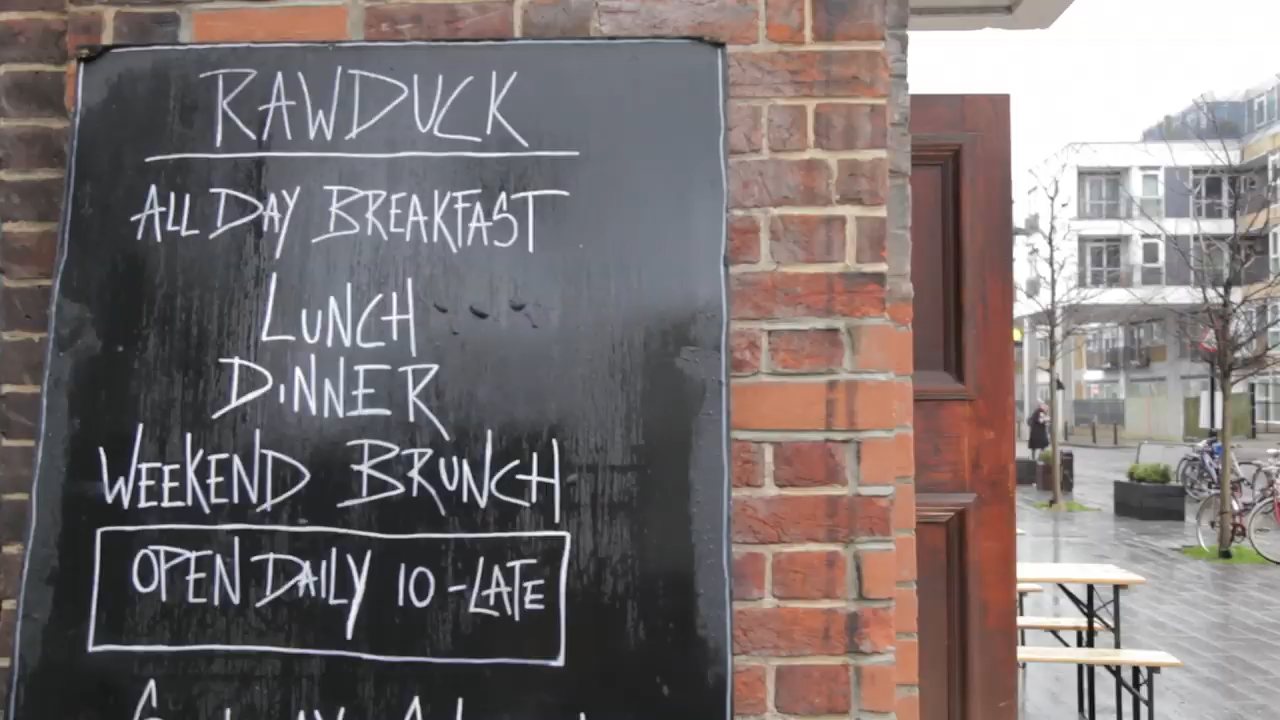 RAWDUCK
ALL DAY BREAKFAST
LUNCH
DINNER
WEEKEND BRUNCH
OPEN DAILY 10-LATE